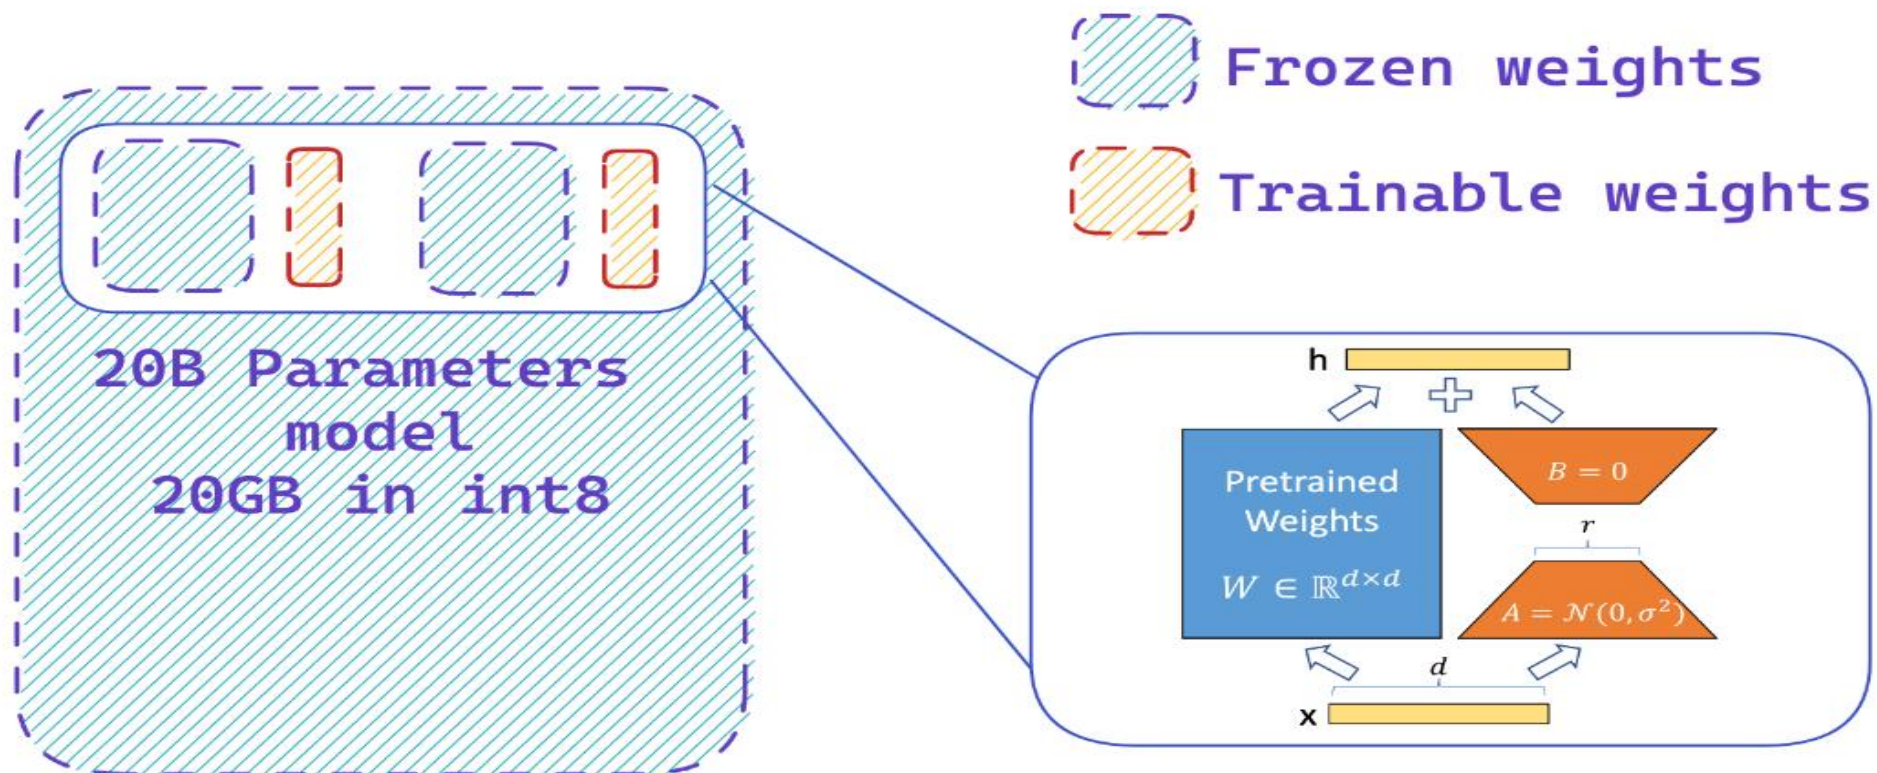 Frozen weights
Trainable weights
20B Parameters
model
20GB in int8
h
Pretrained
Weights
W ∈ ℝ^{d×d}
B = 0
r
A = 𝒩(0, σ²)
d
x